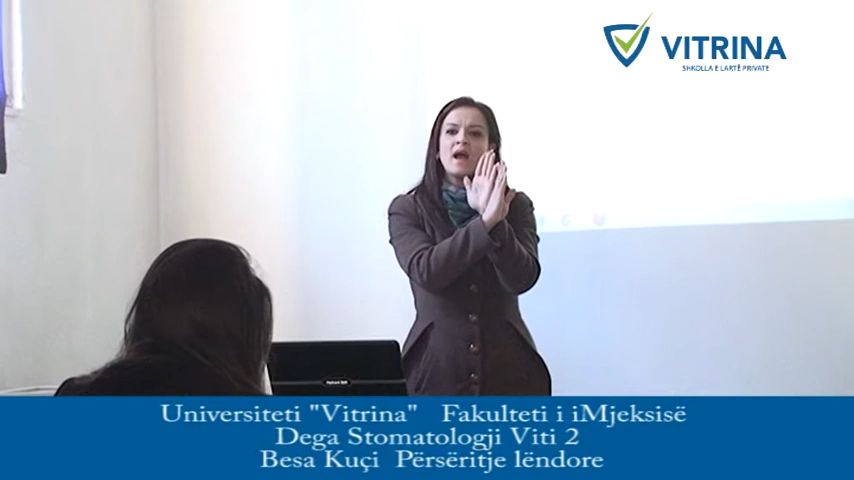 VITRINA
SHKOLLA E LARTË PRIVATE
Universiteti "Vitrina" Fakulteti i iMjeksisë
Dega Stomatologji Viti 2
Besa Kuçi Përsëritje lëndore